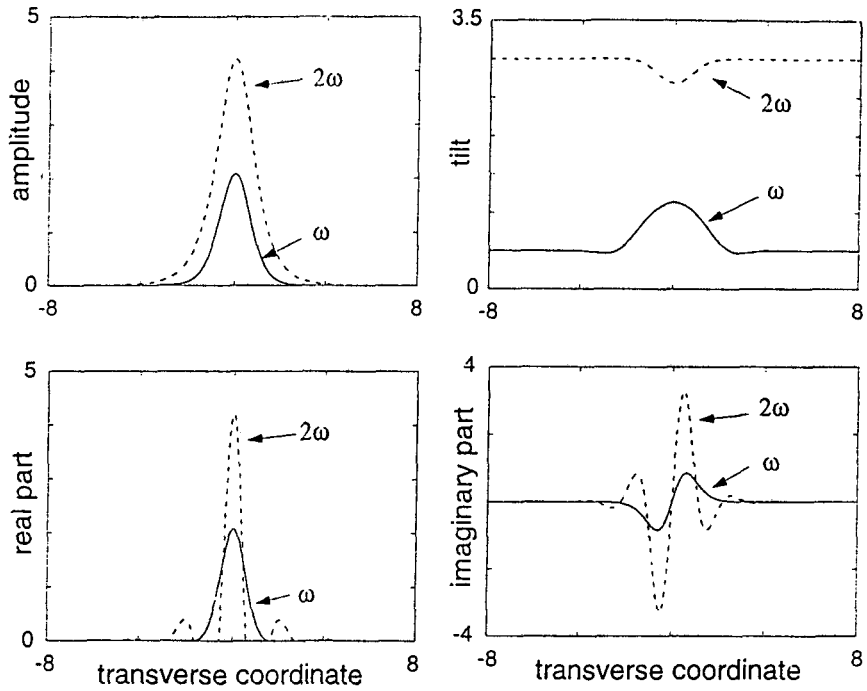 5
amplitude
2ω
ω
0
-8
8
3.5
tilt
2ω
ω
0
-8
8
5
real part
2ω
ω
0
-8
8
transverse coordinate
4
imaginary part
2ω
ω
-4
-8
8
transverse coordinate